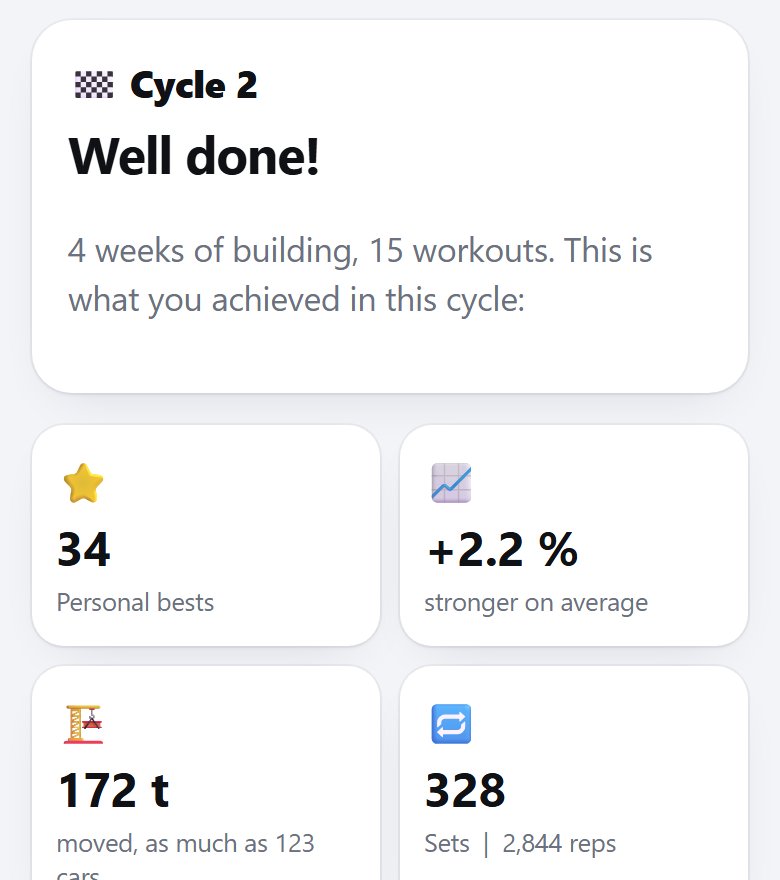 Cycle 2
Well done!
4 weeks of building, 15 workouts. This is
what you achieved in this cycle:
34
Personal bests
+2.2 %
stronger on average
172 t
moved, as much as 123
cars
328
Sets | 2,844 reps